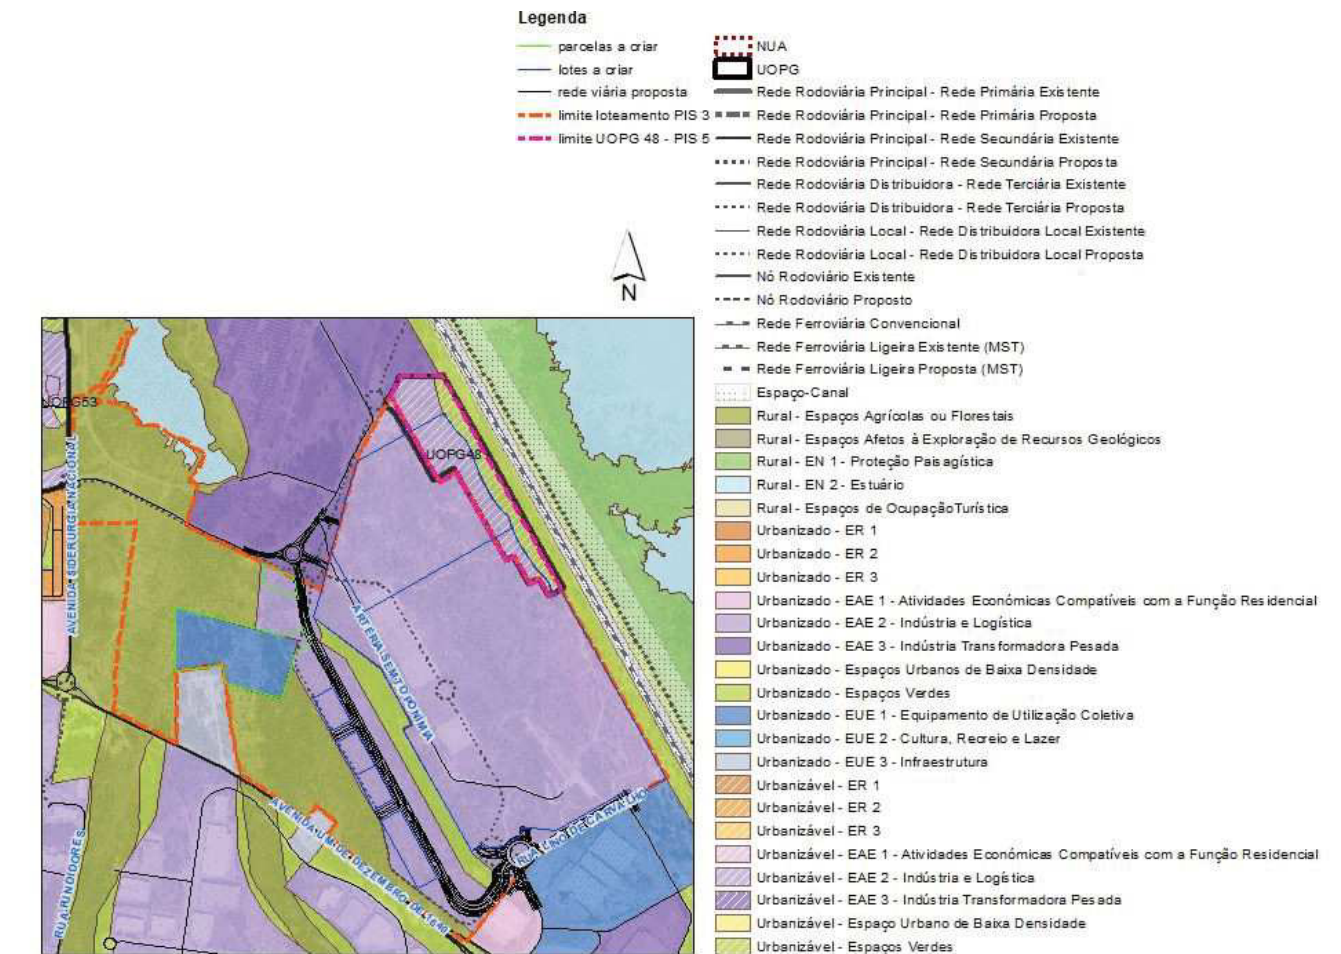 Legenda
parcelas a criar
lotes a criar
rede viária proposta
limite loteamento PIS 3
limite UOPG 48 - PIS 5
NUA
UOPG
Rede Rodoviária Principal - Rede Primária Existente
Rede Rodoviária Principal - Rede Primária Proposta
Rede Rodoviária Principal - Rede Secundária Existente
Rede Rodoviária Principal - Rede Secundária Proposta
Rede Rodoviária Distribuidora - Rede Terciária Existente
Rede Rodoviária Distribuidora - Rede Terciária Proposta
Rede Rodoviária Local - Rede Distribuidora Local Existente
Rede Rodoviária Local - Rede Distribuidora Local Proposta
Nó Rodoviário Existente
Nó Rodoviário Proposto
Rede Ferroviária Convencional
Rede Ferroviária Ligeira Existente (MST)
Rede Ferroviária Ligeira Proposta (MST)
Espaço-Canal
Rural - Espaços Agrícolas ou Florestais
Rural - Espaços Afetos à Exploração de Recursos Geológicos
Rural - EN 1 - Proteção Paisagística
Rural - EN 2 - Estuário
Rural - Espaços de Ocupação Turística
Urbanizado - ER 1
Urbanizado - ER 2
Urbanizado - ER 3
Urbanizado - EAE 1 - Atividades Económicas Compatíveis com a Função Residencial
Urbanizado - EAE 2 - Indústria e Logística
Urbanizado - EAE 3 - Indústria Transformadora Pesada
Urbanizado - Espaços Urbanos de Baixa Densidade
Urbanizado - Espaços Verdes
Urbanizado - EUE 1 - Equipamento de Utilização Coletiva
Urbanizado - EUE 2 - Cultura, Recreio e Lazer
Urbanizado - EUE 3 - Infraestrutura
Urbanizável - ER 1
Urbanizável - ER 2
Urbanizável - ER 3
Urbanizável - EAE 1 - Atividades Económicas Compatíveis com a Função Residencial
Urbanizável - EAE 2 - Indústria e Logística
Urbanizável - EAE 3 - Indústria Transformadora Pesada
Urbanizável - Espaço Urbano de Baixa Densidade
Urbanizável - Espaços Verdes
N
UOPG53
UOPG48
AVENIDA SIDERURGIA NACIONAL
ARTERIA SEM TOPONIMIA
RUA LINO DE CARVALHO
AVENIDA UM DE DEZEMBRO DE 1640
RUA RUNDIDORES